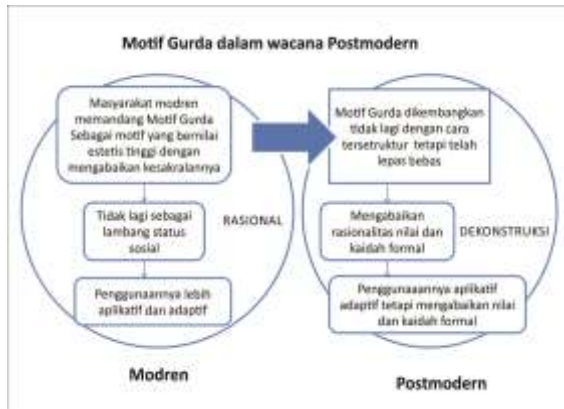 Motif Gurda dalam wacana Postmodern
Masyarakat modren
memandang Motif Gurda
Sebagai motif yang bernilai
estetis tinggi dengan
mengabaikan kesakralannya
Tidak lagi sebagai
lambang status
sosial
RASIONAL
Penggunaannya lebih
aplikatif dan adaptif
Modren
Motif Gurda dikembangkan
tidak lagi dengan cara
tersetruktur tetapi telah
lepas bebas
Mengabaikan
rasionalitas nilai dan
kaidah formal
DEKONSTRUKSI
Penggunaaannya aplikatif
adaptif tetapi mengabaikan nilai
dan kaidah formal
Postmodern